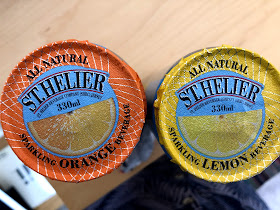 ALL NATURAL
ST HELIER
330ml
SPARKLING ORANGE BEVERAGE
ALL NATURAL
ST HELIER
330ml
SPARKLING LEMON BEVERAGE